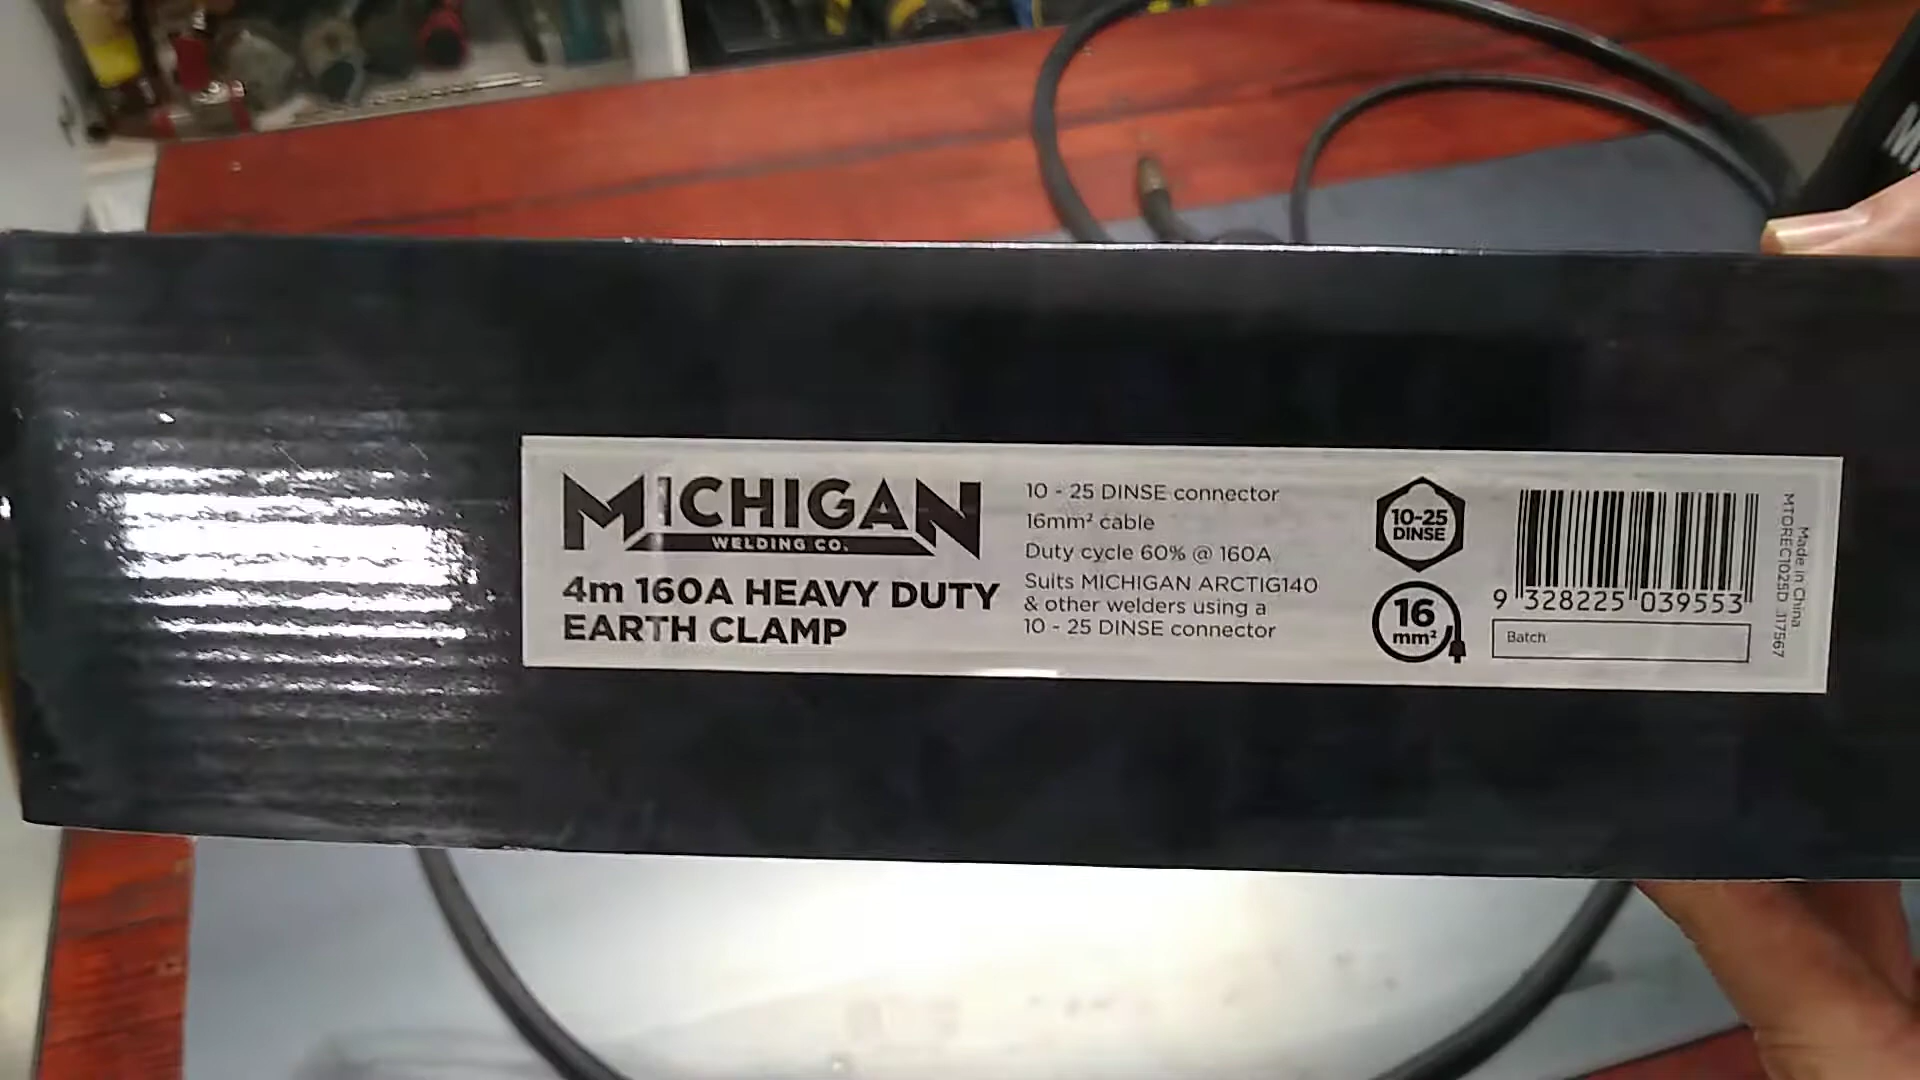 MICHIGAN
WELDING CO.
4m 160A HEAVY DUTY
EARTH CLAMP
10 - 25 DINSE connector
16mm² cable
Duty cycle 60% @ 160A
Suits MICHIGAN ARCTIG140
& other welders using a
10 - 25 DINSE connector
10-25
DINSE
16
mm²
9 328225 039553
Batch
Made in China
MTOREC1025D 117567